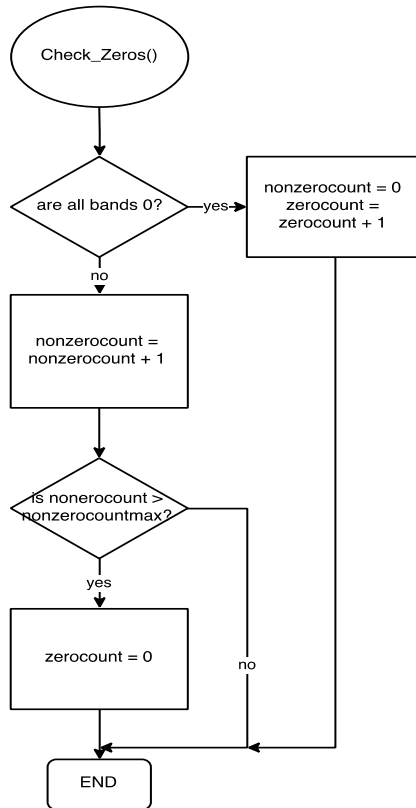 Check_Zeros()
are all bands 0?
yes
nonzerocount = 0
zerocount =
zerocount + 1
no
nonzerocount =
nonzerocount + 1
is nonerocount >
nonzerocountmax?
yes
zerocount = 0
no
END